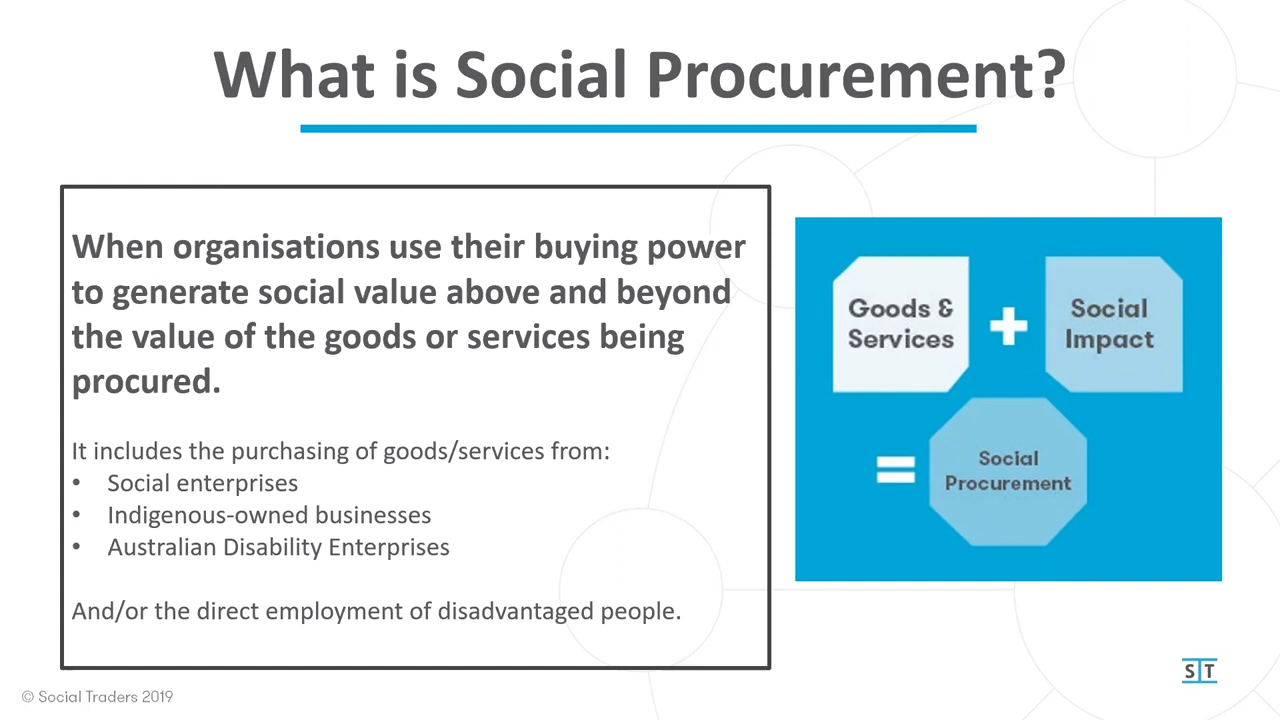 What is Social Procurement?
When organisations use their buying power
to generate social value above and beyond
the value of the goods or services being
procured.
It includes the purchasing of goods/services from:
• Social enterprises
• Indigenous-owned businesses
• Australian Disability Enterprises
And/or the direct employment of disadvantaged people.
Goods &
Services
+
Social
Impact
=
Social
Procurement
© Social Traders 2019
ST